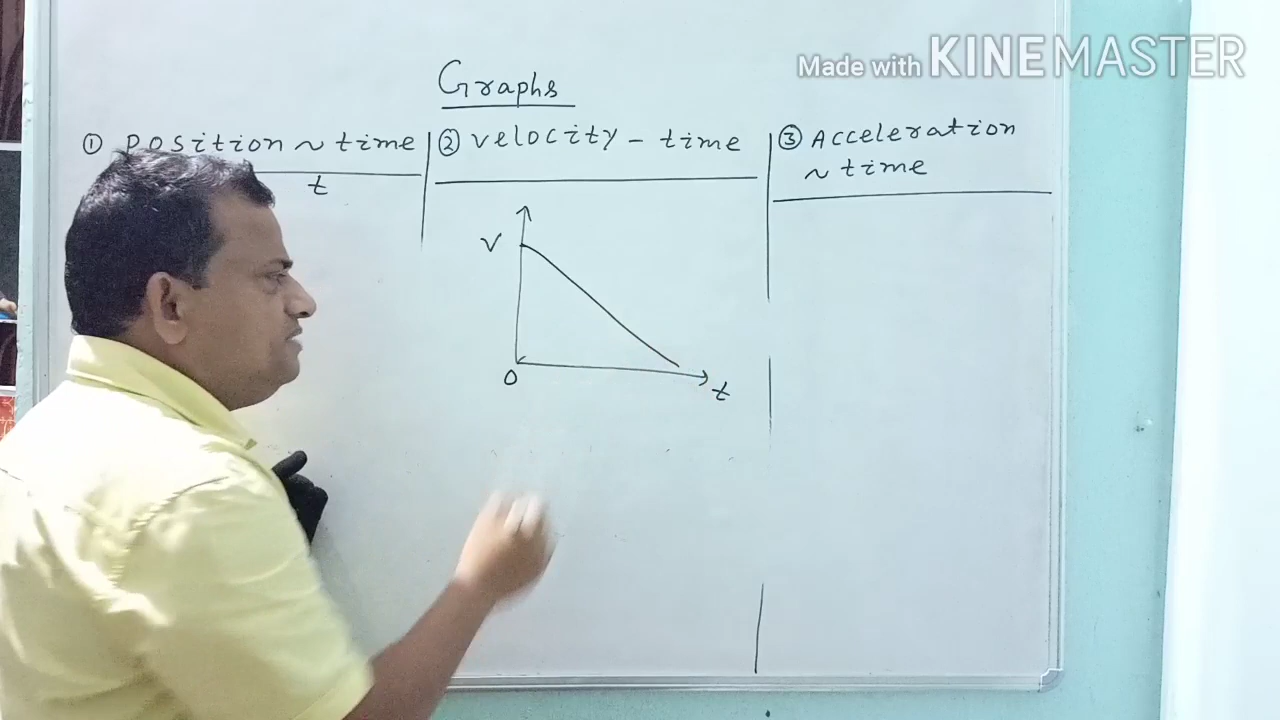 Made with KINEMASTER
Graphs
① Position ~ time
t
② Velocity - time
V
0
t
③ Acceleration
~ time